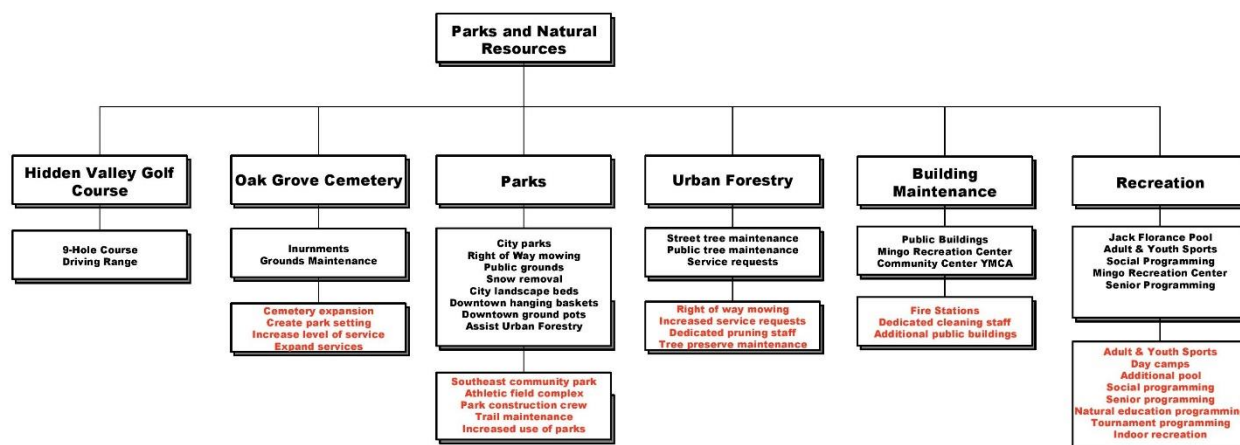 Parks and Natural
Resources
Hidden Valley Golf
Course
9-Hole Course
Driving Range
Oak Grove Cemetery
Inurnments
Grounds Maintenance
Cemetery expansion
Create park setting
Increase level of service
Expand services
Parks
City parks
Right of Way mowing
Public grounds
Snow removal
City landscape beds
Downtown hanging baskets
Downtown ground pots
Assist Urban Forestry
Southeast community park
Athletic field complex
Park construction crew
Trail maintenance
Increased use of parks
Urban Forestry
Street tree maintenance
Public tree maintenance
Service requests
Right of way mowing
Increased service requests
Dedicated pruning staff
Tree preserve maintenance
Building
Maintenance
Public Buildings
Mingo Recreation Center
Community Center YMCA
Fire Stations
Dedicated cleaning staff
Additional public buildings
Recreation
Jack Florance Pool
Adult & Youth Sports
Social Programming
Mingo Recreation Center
Senior Programming
Adult & Youth Sports
Day camps
Additional pool
Social programming
Senior programming
Natural education programming
Tournament programming
Indoor recreation